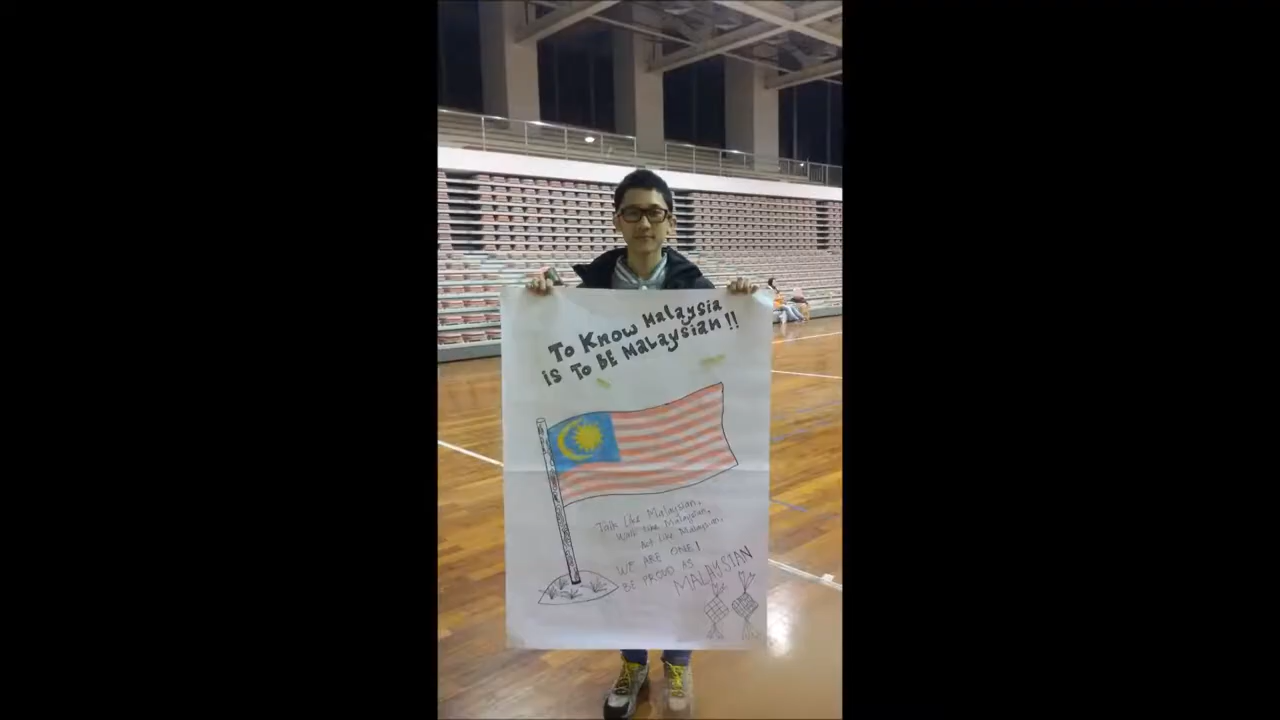 To Know Malaysia
is To BE Malaysian !!
Talk Like Malaysian,
Walk Like Malaysian,
Act Like Malaysian.
WE ARE ONE!
BE PROUD AS
MALAYSIAN